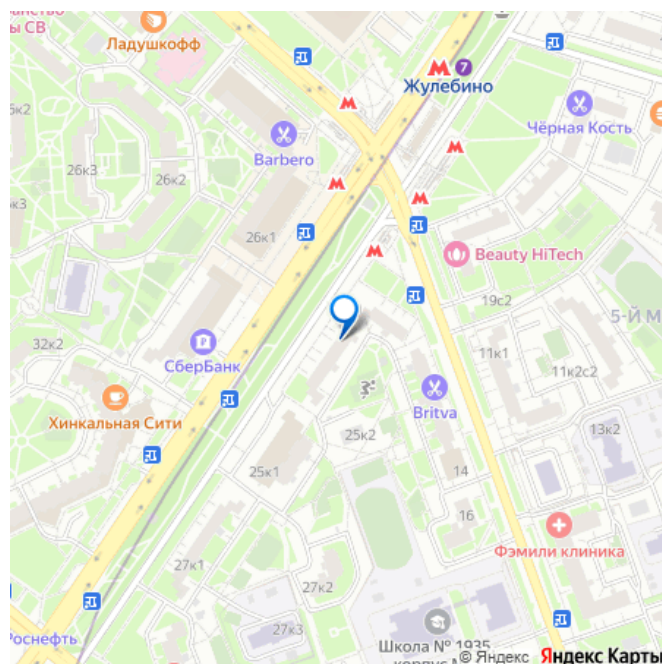 ы СВ
Ладушкофф
7
Жулебино
Чёрная Кость
Barbero
26к3
26к2
26к1
Beauty HiTech
19с2
5-Й М
32к2
СберБанк
11к1
11к2с2
Хинкальная Сити
Britva
25к2
13к2
25к1
14
16
Фэмили клиника
27к1
27к2
27к3
Роснефть
Школа № 1935,
© Яндекс Яндекс Карты